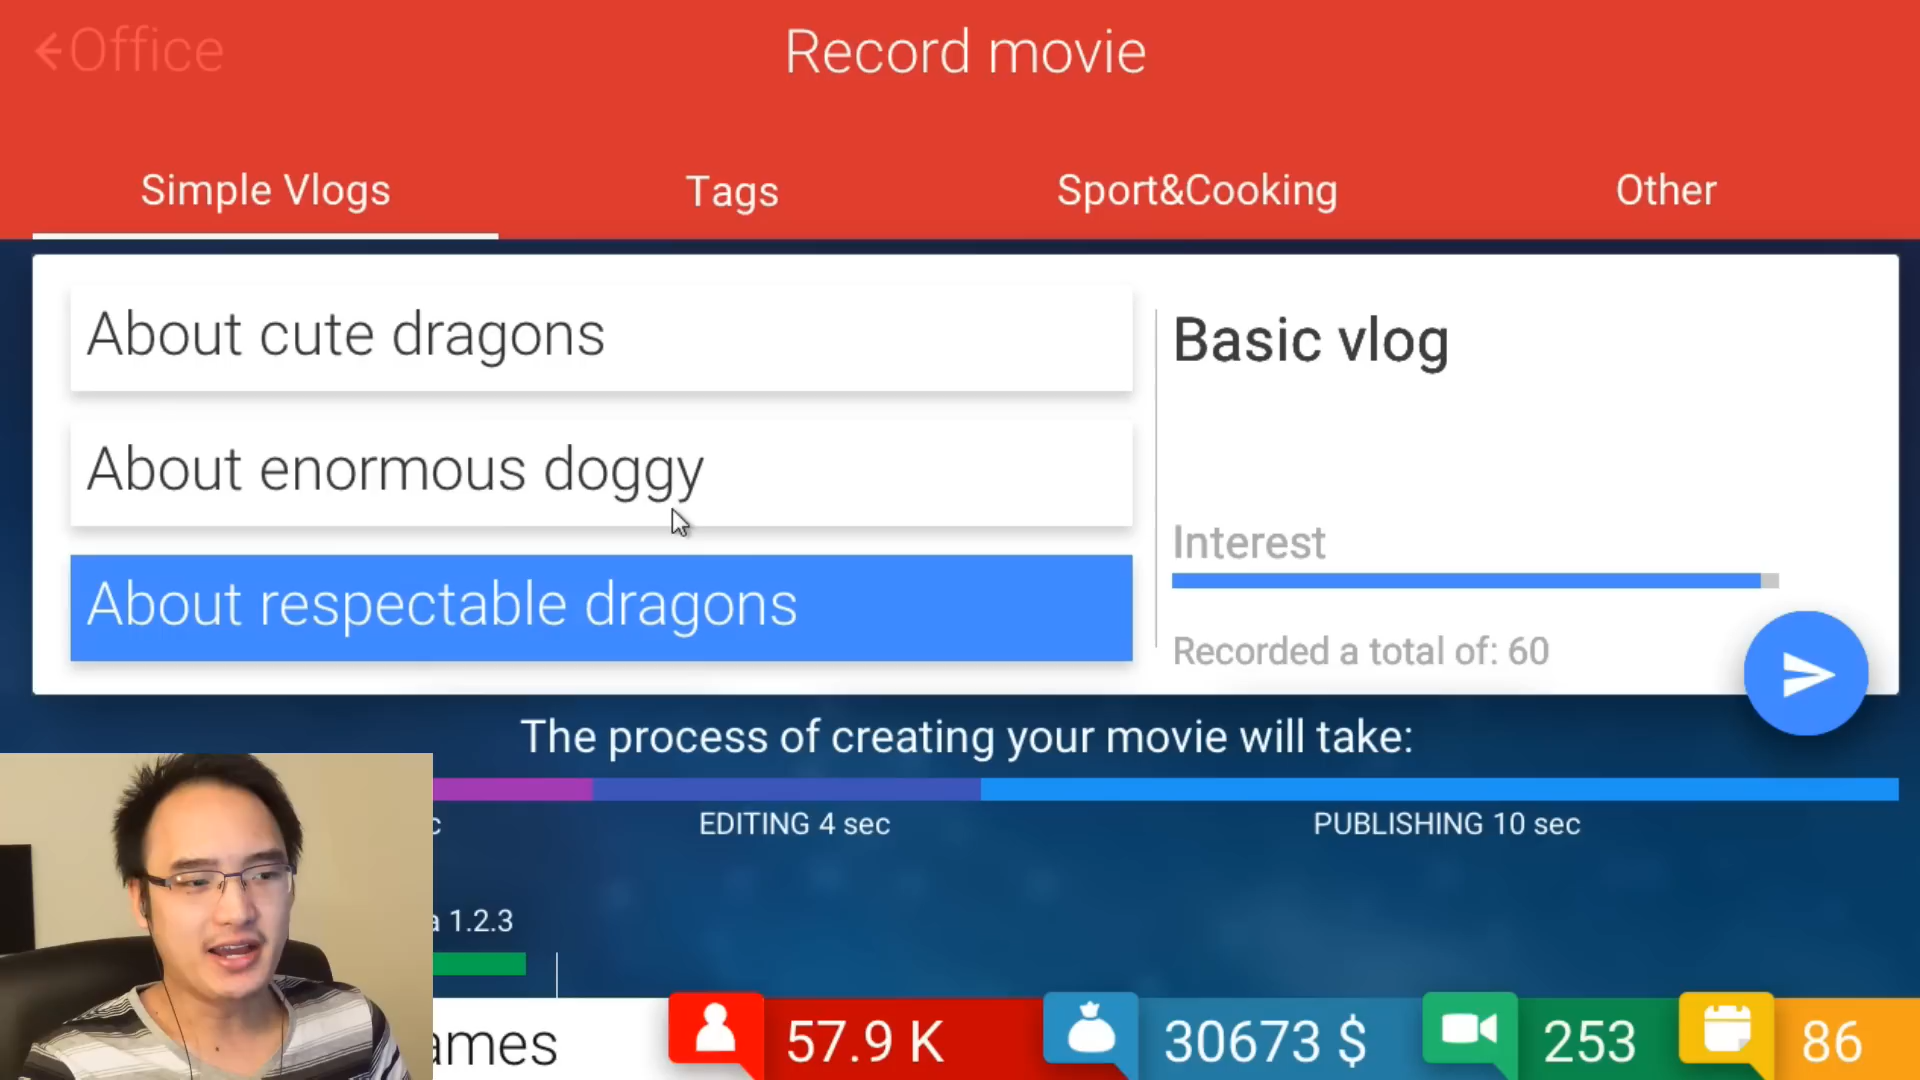 Office
Record movie
Simple Vlogs
Tags
Sport&Cooking
Other
About cute dragons
About enormous doggy
About respectable dragons
Basic vlog
Interest
Recorded a total of: 60
The process of creating your movie will take:
EDITING 4 sec
PUBLISHING 10 sec
1.2.3
57.9 K
30673 $
253
86